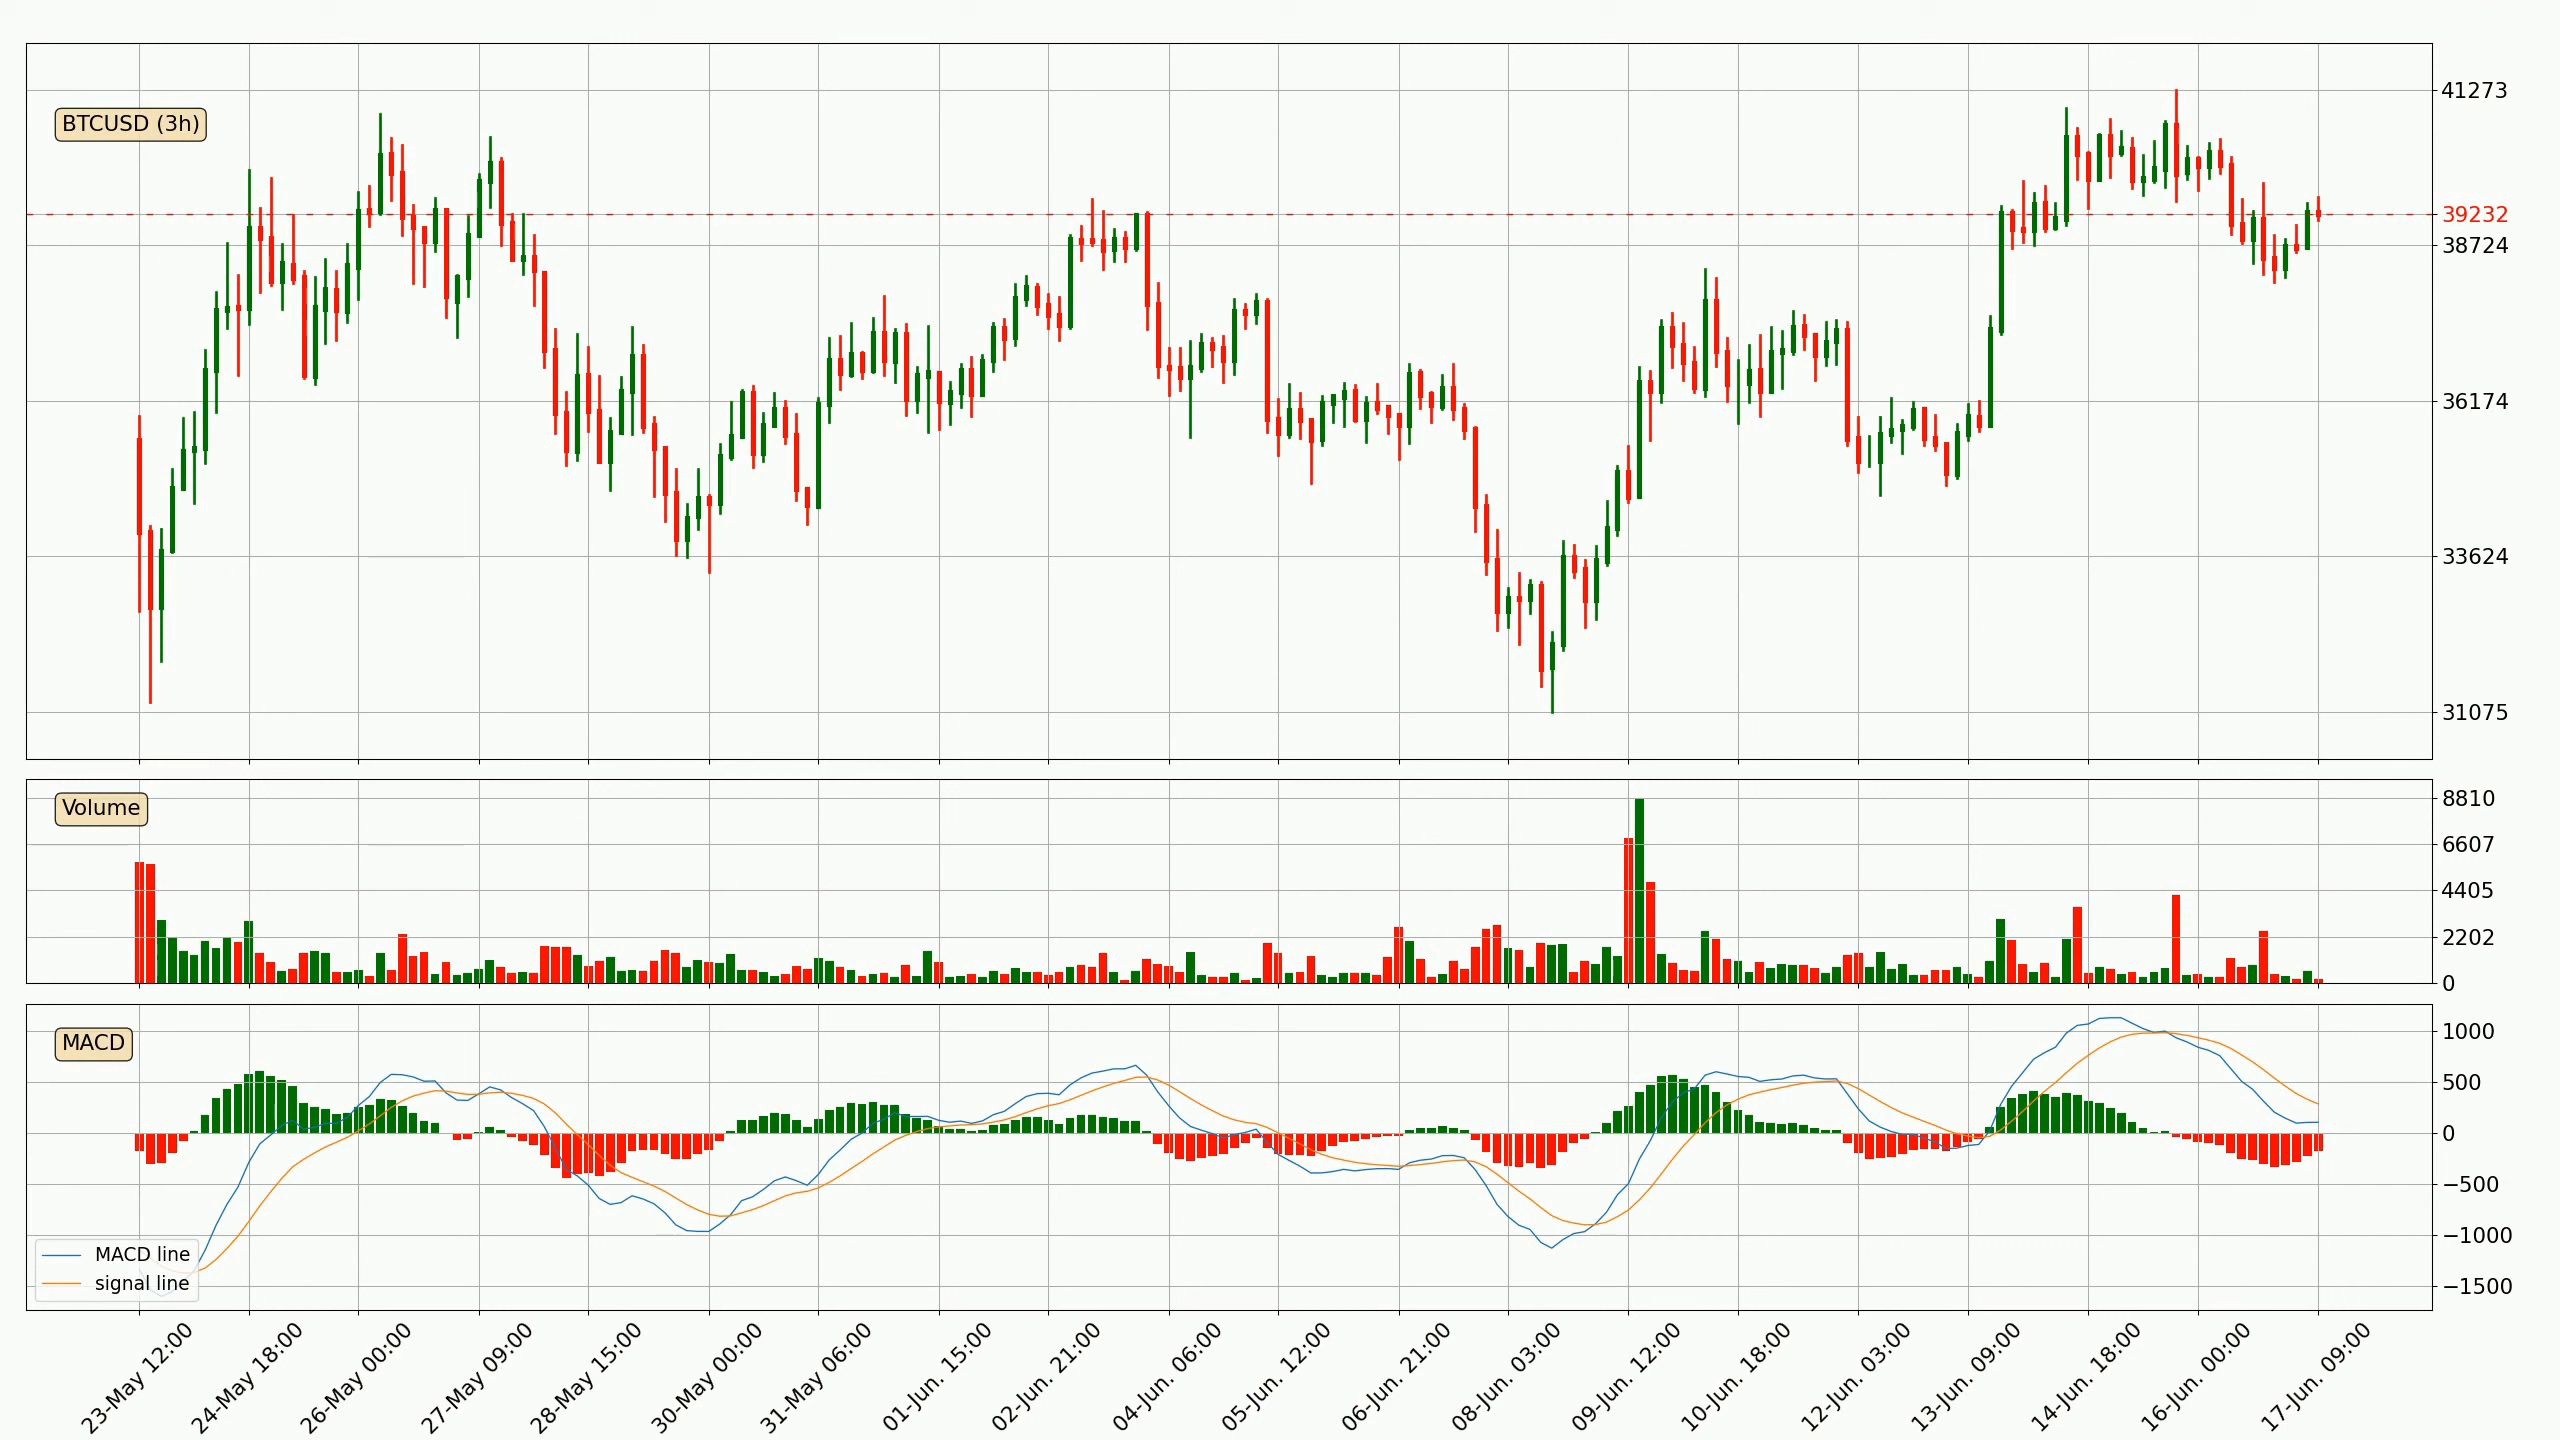 BTCUSD (3h)
41273
39232
38724
36174
33624
31075
Volume
8810
6607
4405
2202
0
MACD
1000
500
0
−500
−1000
−1500
MACD line
signal line
23-May 12:00
24-May 18:00
26-May 00:00
27-May 09:00
28-May 15:00
30-May 00:00
31-May 06:00
01-Jun. 15:00
02-Jun. 21:00
04-Jun. 06:00
05-Jun. 12:00
06-Jun. 21:00
08-Jun. 03:00
09-Jun. 12:00
10-Jun. 18:00
12-Jun. 03:00
13-Jun. 09:00
14-Jun. 18:00
16-Jun. 00:00
17-Jun. 09:00